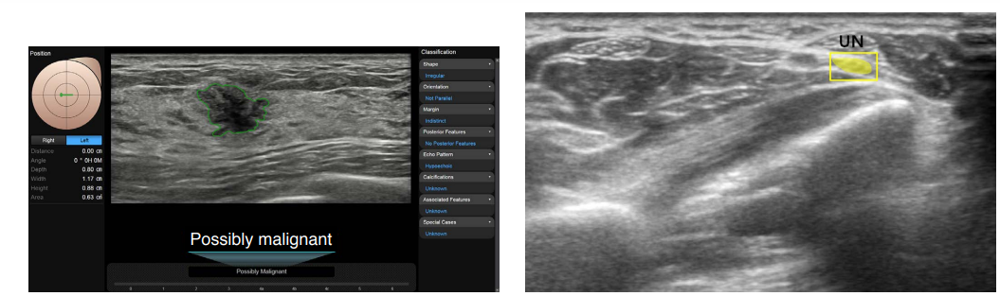 Position
Right Left
Distance 0.00 cm
Angle 0 ° 0H 0M
Depth 0.80 cm
Width 1.17 cm
Height 0.88 cm
Area 0.63 cm²
Classification
Shape
Irregular
Orientation
Not Parallel
Margin
Indistinct
Posterior Features
No Posterior Features
Echo Pattern
Hypoechoic
Calcifications
Unknown
Associated Features
Unknown
Special Cases
Unknown
Possibly malignant
Possibly Malignant
0 1 2 3 4a 4b 4c 5 6
UN